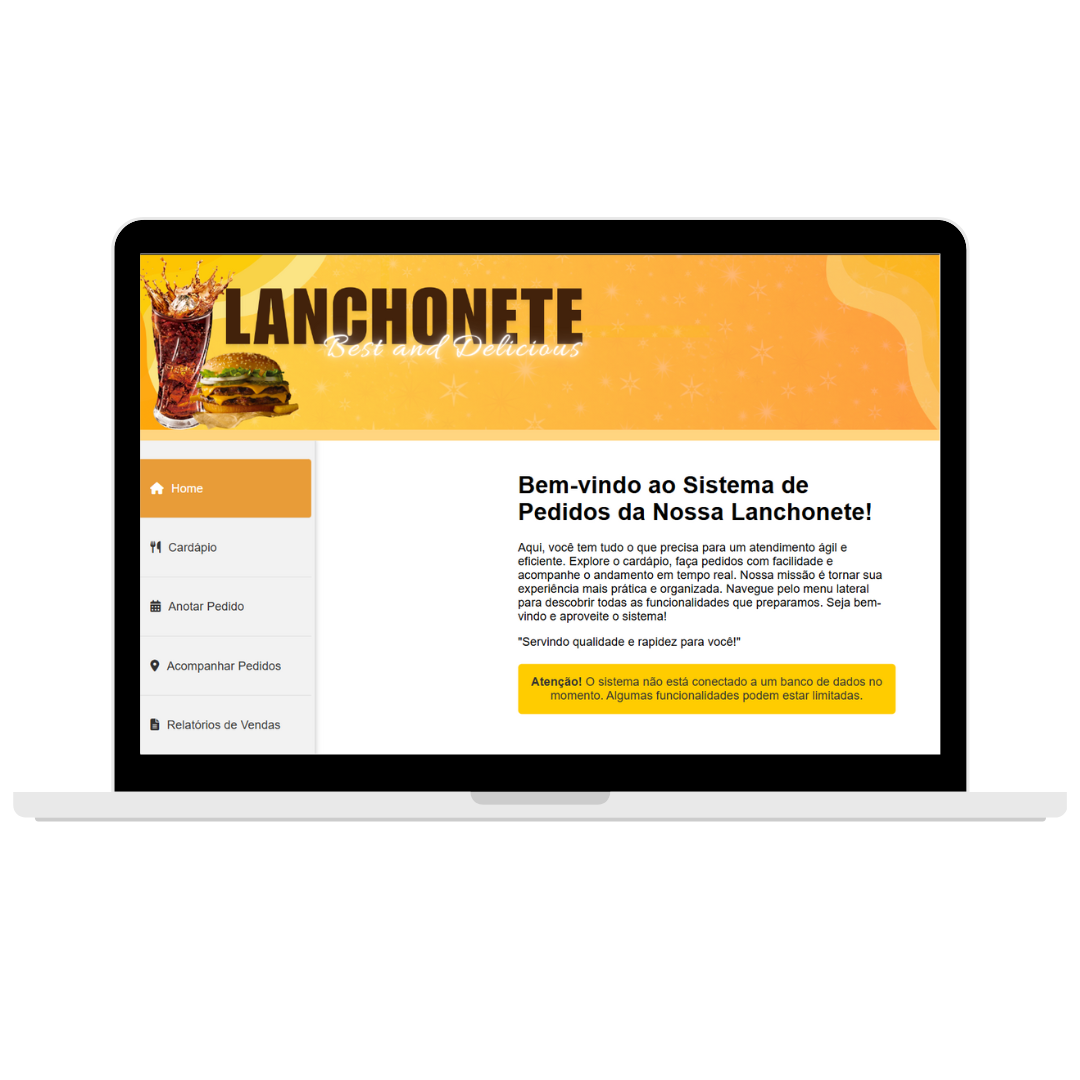 LANCHONETE
Best and Delicious
Home
Cardápio
Anotar Pedido
Acompanhar Pedidos
Relatórios de Vendas
Bem-vindo ao Sistema de
Pedidos da Nossa Lanchonete!
Aqui, você tem tudo o que precisa para um atendimento ágil e
eficiente. Explore o cardápio, faça pedidos com facilidade e
acompanhe o andamento em tempo real. Nossa missão é tornar sua
experiência mais prática e organizada. Navegue pelo menu lateral
para descobrir todas as funcionalidades que preparamos. Seja bem-
vindo e aproveite o sistema!
"Servindo qualidade e rapidez para você!"
Atenção! O sistema não está conectado a um banco de dados no
momento. Algumas funcionalidades podem estar limitadas.